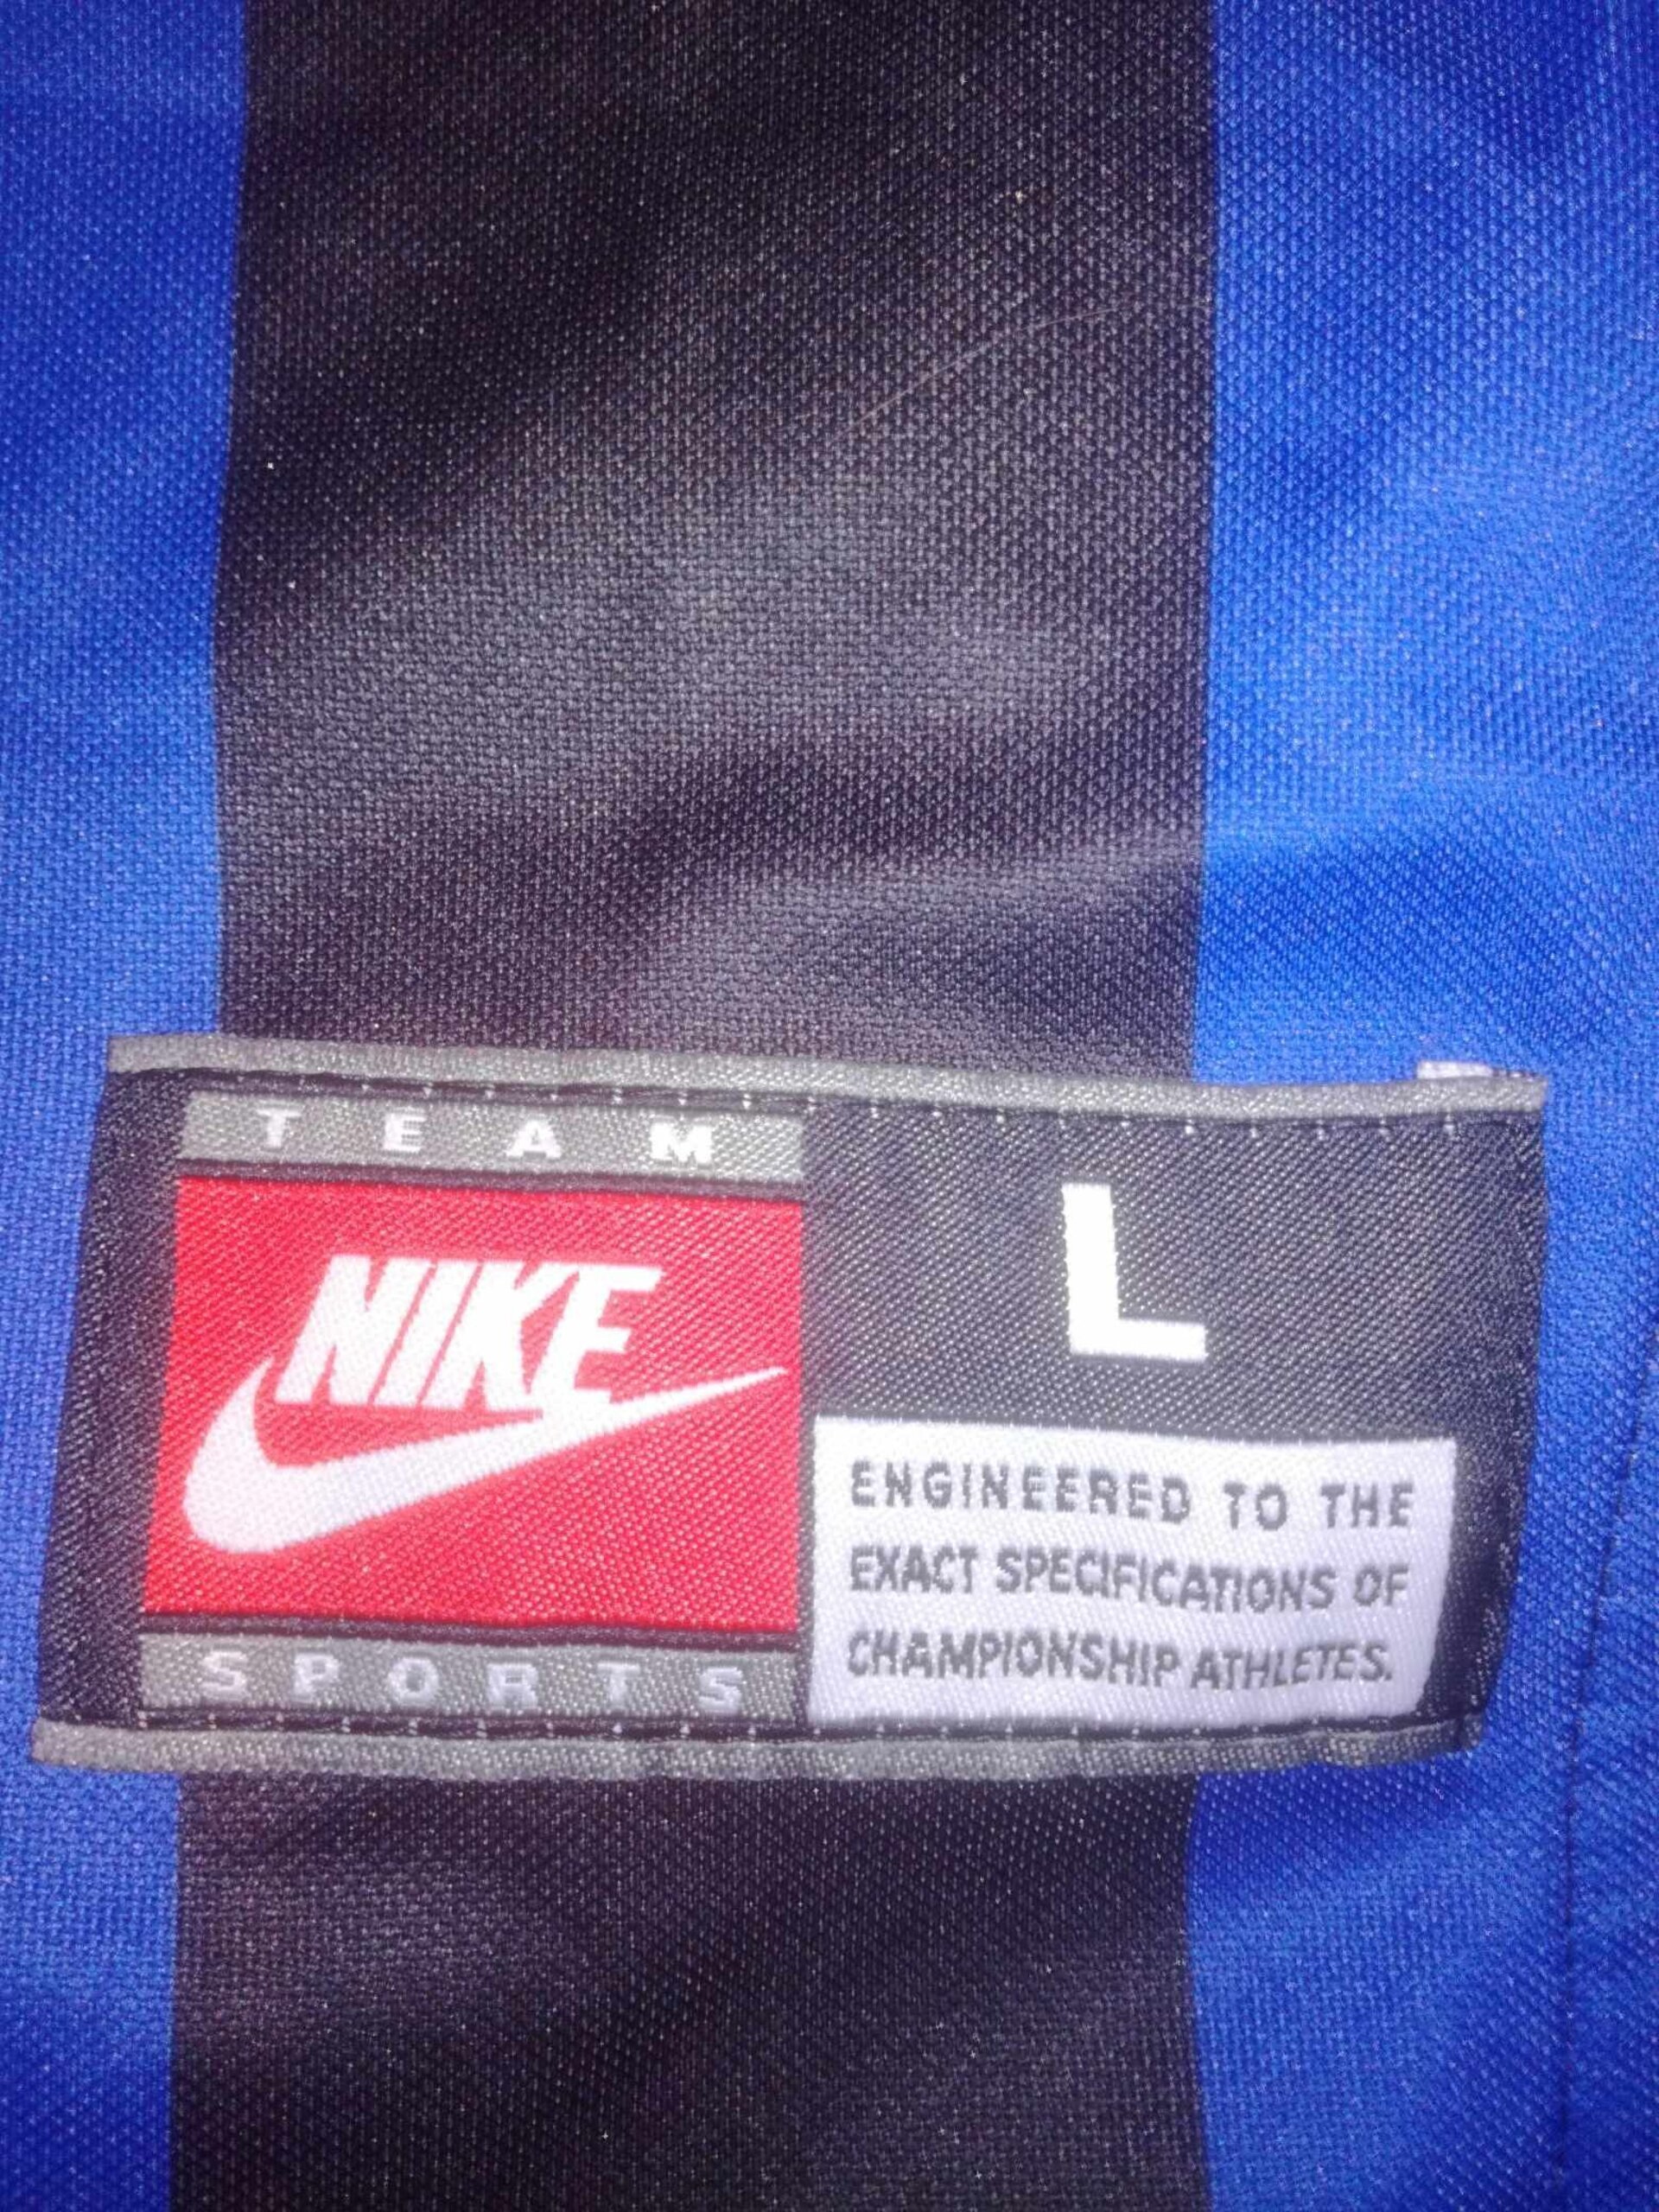 TEAM
NIKE
SPORTS
L
ENGINEERED TO THE
EXACT SPECIFICATIONS OF
CHAMPIONSHIP ATHLETES.